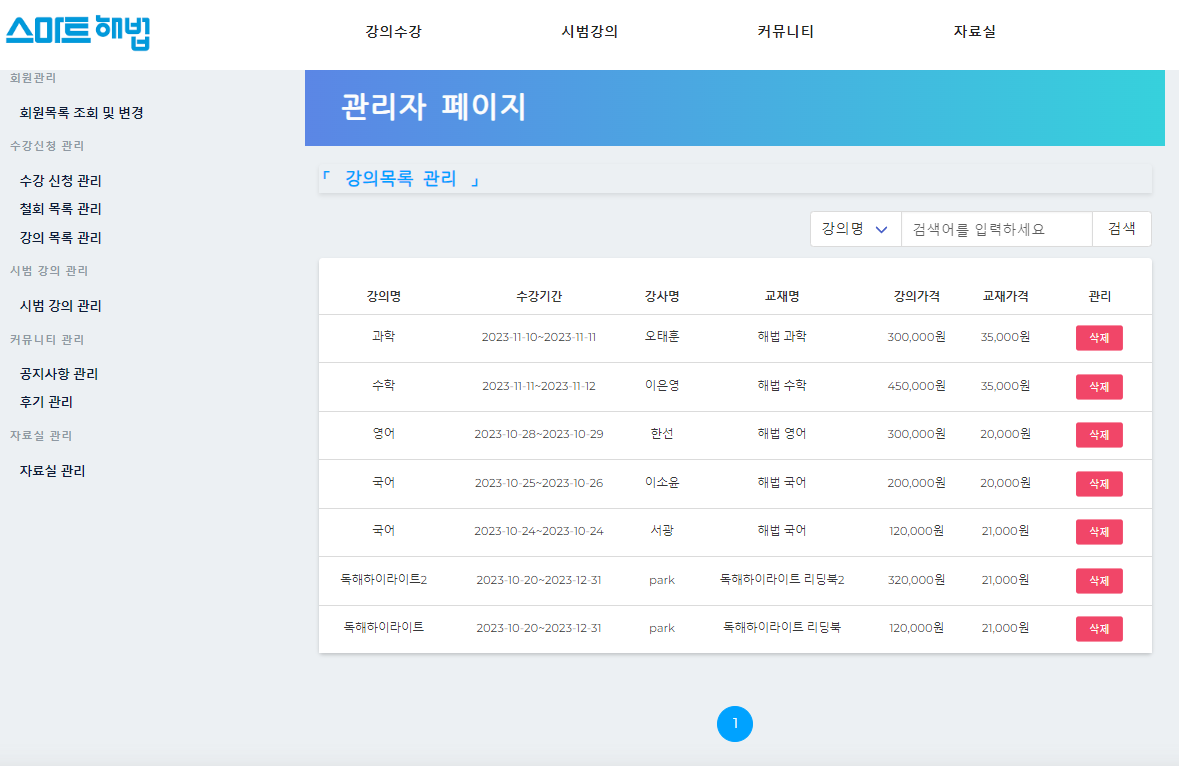 스마트해법
강의수강 시범강의 커뮤니티 자료실
회원관리
회원목록 조회 및 변경
수강신청 관리
수강 신청 관리
철회 목록 관리
강의 목록 관리
시범 강의 관리
시범 강의 관리
커뮤니티 관리
공지사항 관리
후기 관리
자료실 관리
자료실 관리
관리자 페이지
「 강의목록 관리 」
강의명 검색어를 입력하세요 검색
강의명 수강기간 강사명 교재명 강의가격 교재가격 관리
과학 2023-11-10~2023-11-11 오태훈 해법 과학 300,000원 35,000원 삭제
수학 2023-11-11~2023-11-12 이은영 해법 수학 450,000원 35,000원 삭제
영어 2023-10-28~2023-10-29 한선 해법 영어 300,000원 20,000원 삭제
국어 2023-10-25~2023-10-26 이소윤 해법 국어 200,000원 20,000원 삭제
국어 2023-10-24~2023-10-24 서광 해법 국어 120,000원 21,000원 삭제
독해하이라이트2 2023-10-20~2023-12-31 park 독해하이라이트 리딩북2 320,000원 21,000원 삭제
독해하이라이트 2023-10-20~2023-12-31 park 독해하이라이트 리딩북 120,000원 21,000원 삭제
1